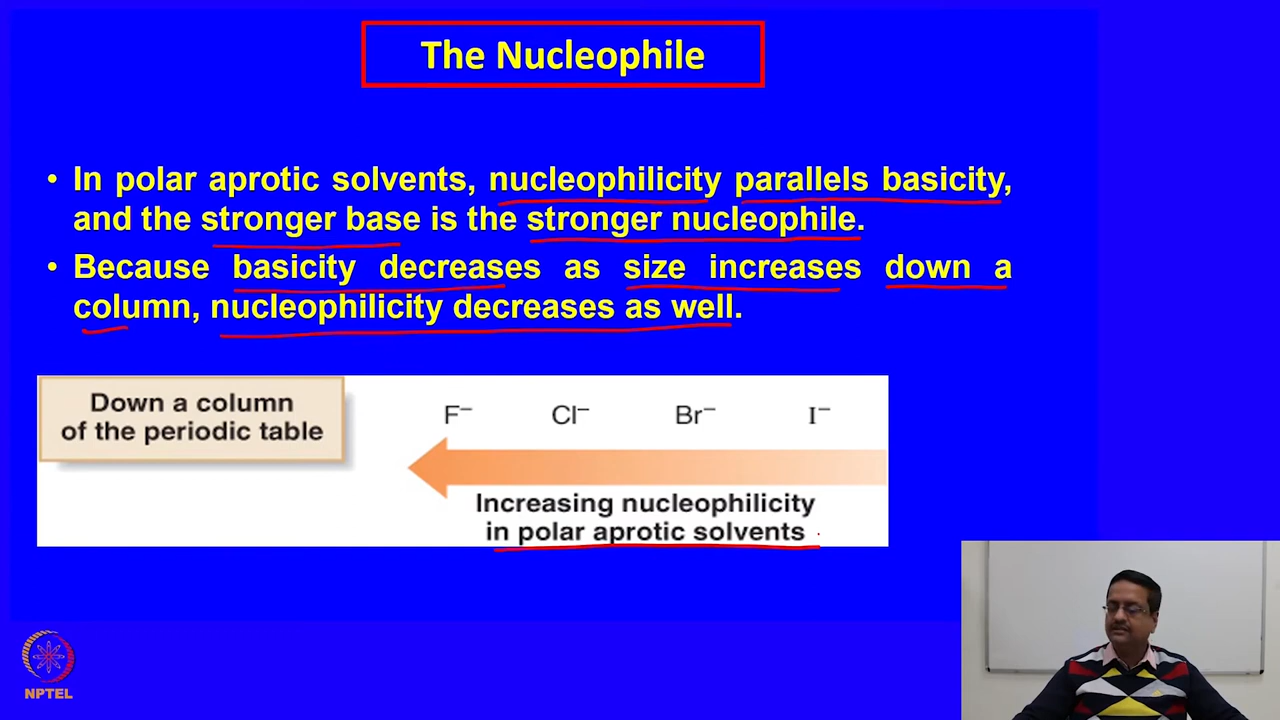 The Nucleophile
• In polar aprotic solvents, nucleophilicity parallels basicity,
and the stronger base is the stronger nucleophile.
• Because basicity decreases as size increases down a
column, nucleophilicity decreases as well.
Down a column
of the periodic table
F⁻ Cl⁻ Br⁻ I⁻
Increasing nucleophilicity
in polar aprotic solvents
NPTEL